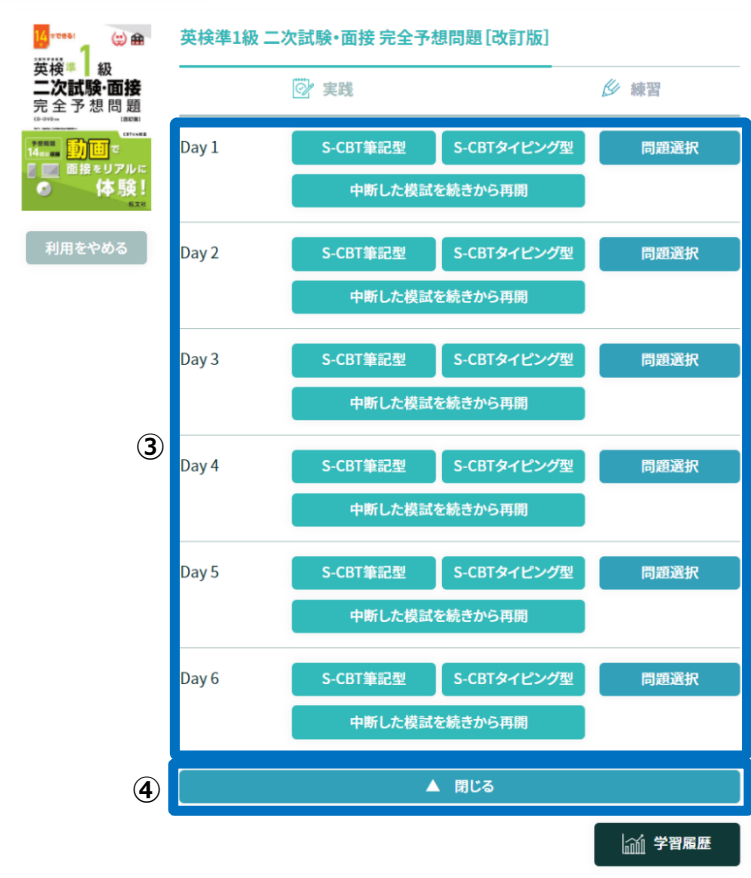 14日でできる!
英検準1級
二次試験・面接
完全予想問題
[改訂版]
予想問題
14日分収録
動画で
面接をリアルに
体験!
旺文社
利用をやめる
英検準1級 二次試験・面接 完全予想問題[改訂版]
実践 練習
Day 1 S-CBT筆記型 S-CBTタイピング型 問題選択
中断した模試を続きから再開
Day 2 S-CBT筆記型 S-CBTタイピング型 問題選択
中断した模試を続きから再開
Day 3 S-CBT筆記型 S-CBTタイピング型 問題選択
中断した模試を続きから再開
③
Day 4 S-CBT筆記型 S-CBTタイピング型 問題選択
中断した模試を続きから再開
Day 5 S-CBT筆記型 S-CBTタイピング型 問題選択
中断した模試を続きから再開
Day 6 S-CBT筆記型 S-CBTタイピング型 問題選択
中断した模試を続きから再開
④
▲ 閉じる
学習履歴